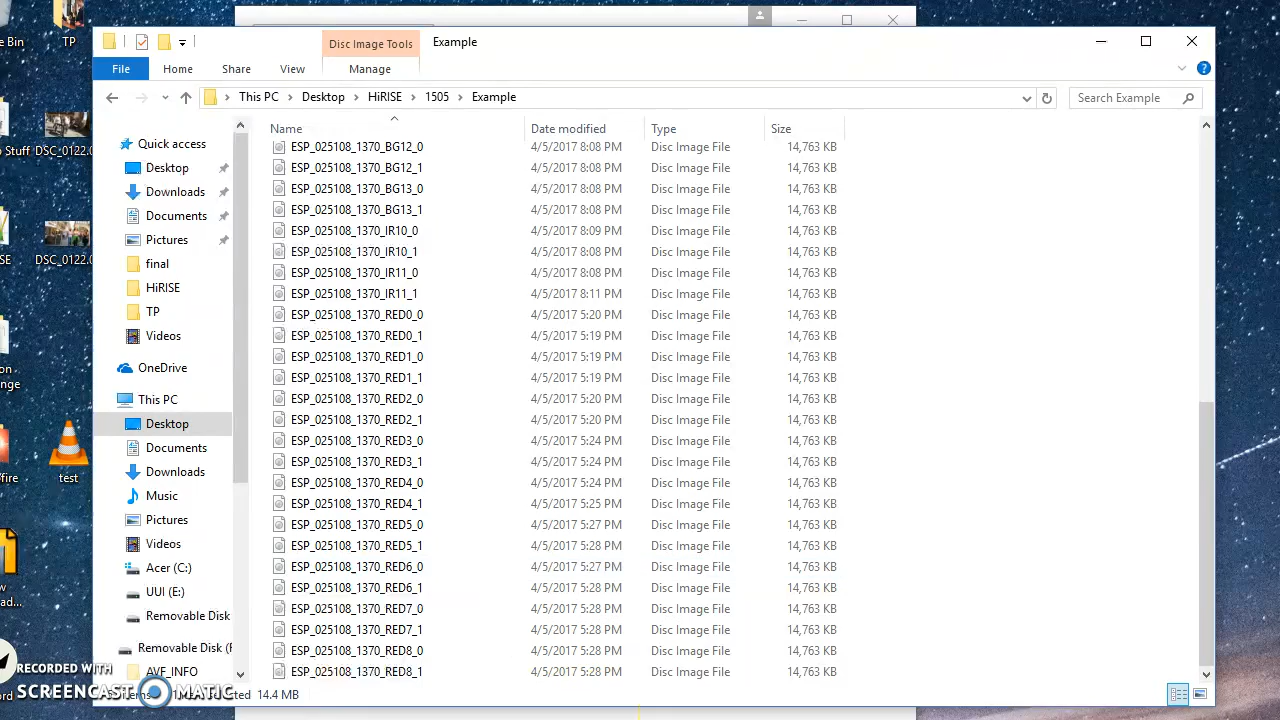 e Bin
TP
Disc Image Tools
Example
File
Home
Share
View
Manage
This PC
Desktop
HiRISE
1505
Example
Search Example
Name
Date modified
Type
Size
ESP_025108_1370_BG12_0 4/5/2017 8:08 PM Disc Image File 14,763 KB
ESP_025108_1370_BG12_1 4/5/2017 8:08 PM Disc Image File 14,763 KB
ESP_025108_1370_BG13_0 4/5/2017 8:08 PM Disc Image File 14,763 KB
ESP_025108_1370_BG13_1 4/5/2017 8:08 PM Disc Image File 14,763 KB
ESP_025108_1370_IR10_0 4/5/2017 8:09 PM Disc Image File 14,763 KB
ESP_025108_1370_IR10_1 4/5/2017 8:08 PM Disc Image File 14,763 KB
ESP_025108_1370_IR11_0 4/5/2017 8:08 PM Disc Image File 14,763 KB
ESP_025108_1370_IR11_1 4/5/2017 8:11 PM Disc Image File 14,763 KB
ESP_025108_1370_RED0_0 4/5/2017 5:20 PM Disc Image File 14,763 KB
ESP_025108_1370_RED0_1 4/5/2017 5:19 PM Disc Image File 14,763 KB
ESP_025108_1370_RED1_0 4/5/2017 5:19 PM Disc Image File 14,763 KB
ESP_025108_1370_RED1_1 4/5/2017 5:19 PM Disc Image File 14,763 KB
ESP_025108_1370_RED2_0 4/5/2017 5:20 PM Disc Image File 14,763 KB
ESP_025108_1370_RED2_1 4/5/2017 5:20 PM Disc Image File 14,763 KB
ESP_025108_1370_RED3_0 4/5/2017 5:24 PM Disc Image File 14,763 KB
ESP_025108_1370_RED3_1 4/5/2017 5:24 PM Disc Image File 14,763 KB
ESP_025108_1370_RED4_0 4/5/2017 5:24 PM Disc Image File 14,763 KB
ESP_025108_1370_RED4_1 4/5/2017 5:25 PM Disc Image File 14,763 KB
ESP_025108_1370_RED5_0 4/5/2017 5:27 PM Disc Image File 14,763 KB
ESP_025108_1370_RED5_1 4/5/2017 5:28 PM Disc Image File 14,763 KB
ESP_025108_1370_RED6_0 4/5/2017 5:27 PM Disc Image File 14,763 KB
ESP_025108_1370_RED6_1 4/5/2017 5:28 PM Disc Image File 14,763 KB
ESP_025108_1370_RED7_0 4/5/2017 5:28 PM Disc Image File 14,763 KB
ESP_025108_1370_RED7_1 4/5/2017 5:28 PM Disc Image File 14,763 KB
ESP_025108_1370_RED8_0 4/5/2017 5:28 PM Disc Image File 14,763 KB
ESP_025108_1370_RED8_1 4/5/2017 5:28 PM Disc Image File 14,763 KB
Quick access
Desktop
Downloads
Documents
Pictures
final
HiRISE
TP
Videos
OneDrive
This PC
Desktop
Documents
Downloads
Music
Pictures
Videos
Acer (C:)
UUI (E:)
Removable Disk
Removable Disk (F
AVF_INFO
14.4 MB
p Stuff
DSC_0122.
SE
DSC_0122.
on
nge
test
fire
w
ad...
ord
RECORDED WITH
SCREENCAST MATIC